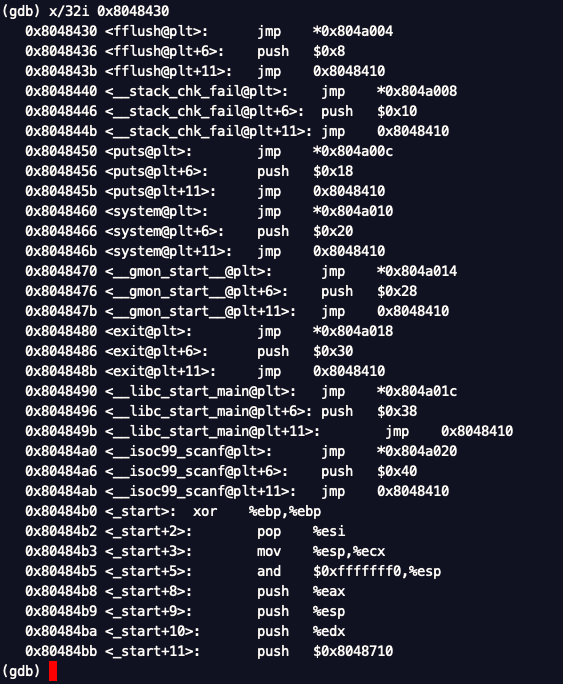 (gdb) x/32i 0x8048430
   0x8048430 <fflush@plt>:      jmp    *0x804a004
   0x8048436 <fflush@plt+6>:    push   $0x8
   0x804843b <fflush@plt+11>:   jmp    0x8048410
   0x8048440 <__stack_chk_fail@plt>:    jmp    *0x804a008
   0x8048446 <__stack_chk_fail@plt+6>:  push   $0x10
   0x804844b <__stack_chk_fail@plt+11>: jmp    0x8048410
   0x8048450 <puts@plt>:        jmp    *0x804a00c
   0x8048456 <puts@plt+6>:      push   $0x18
   0x804845b <puts@plt+11>:     jmp    0x8048410
   0x8048460 <system@plt>:      jmp    *0x804a010
   0x8048466 <system@plt+6>:    push   $0x20
   0x804846b <system@plt+11>:   jmp    0x8048410
   0x8048470 <__gmon_start__@plt>:      jmp    *0x804a014
   0x8048476 <__gmon_start__@plt+6>:    push   $0x28
   0x804847b <__gmon_start__@plt+11>:   jmp    0x8048410
   0x8048480 <exit@plt>:        jmp    *0x804a018
   0x8048486 <exit@plt+6>:      push   $0x30
   0x804848b <exit@plt+11>:     jmp    0x8048410
   0x8048490 <__libc_start_main@plt>:   jmp    *0x804a01c
   0x8048496 <__libc_start_main@plt+6>: push   $0x38
   0x804849b <__libc_start_main@plt+11>:        jmp    0x8048410
   0x80484a0 <__isoc99_scanf@plt>:      jmp    *0x804a020
   0x80484a6 <__isoc99_scanf@plt+6>:    push   $0x40
   0x80484ab <__isoc99_scanf@plt+11>:   jmp    0x8048410
   0x80484b0 <_start>:  xor    %ebp,%ebp
   0x80484b2 <_start+2>:        pop    %esi
   0x80484b3 <_start+3>:        mov    %esp,%ecx
   0x80484b5 <_start+5>:        and    $0xfffffff0,%esp
   0x80484b8 <_start+8>:        push   %eax
   0x80484b9 <_start+9>:        push   %esp
   0x80484ba <_start+10>:       push   %edx
   0x80484bb <_start+11>:       push   $0x8048710
(gdb)